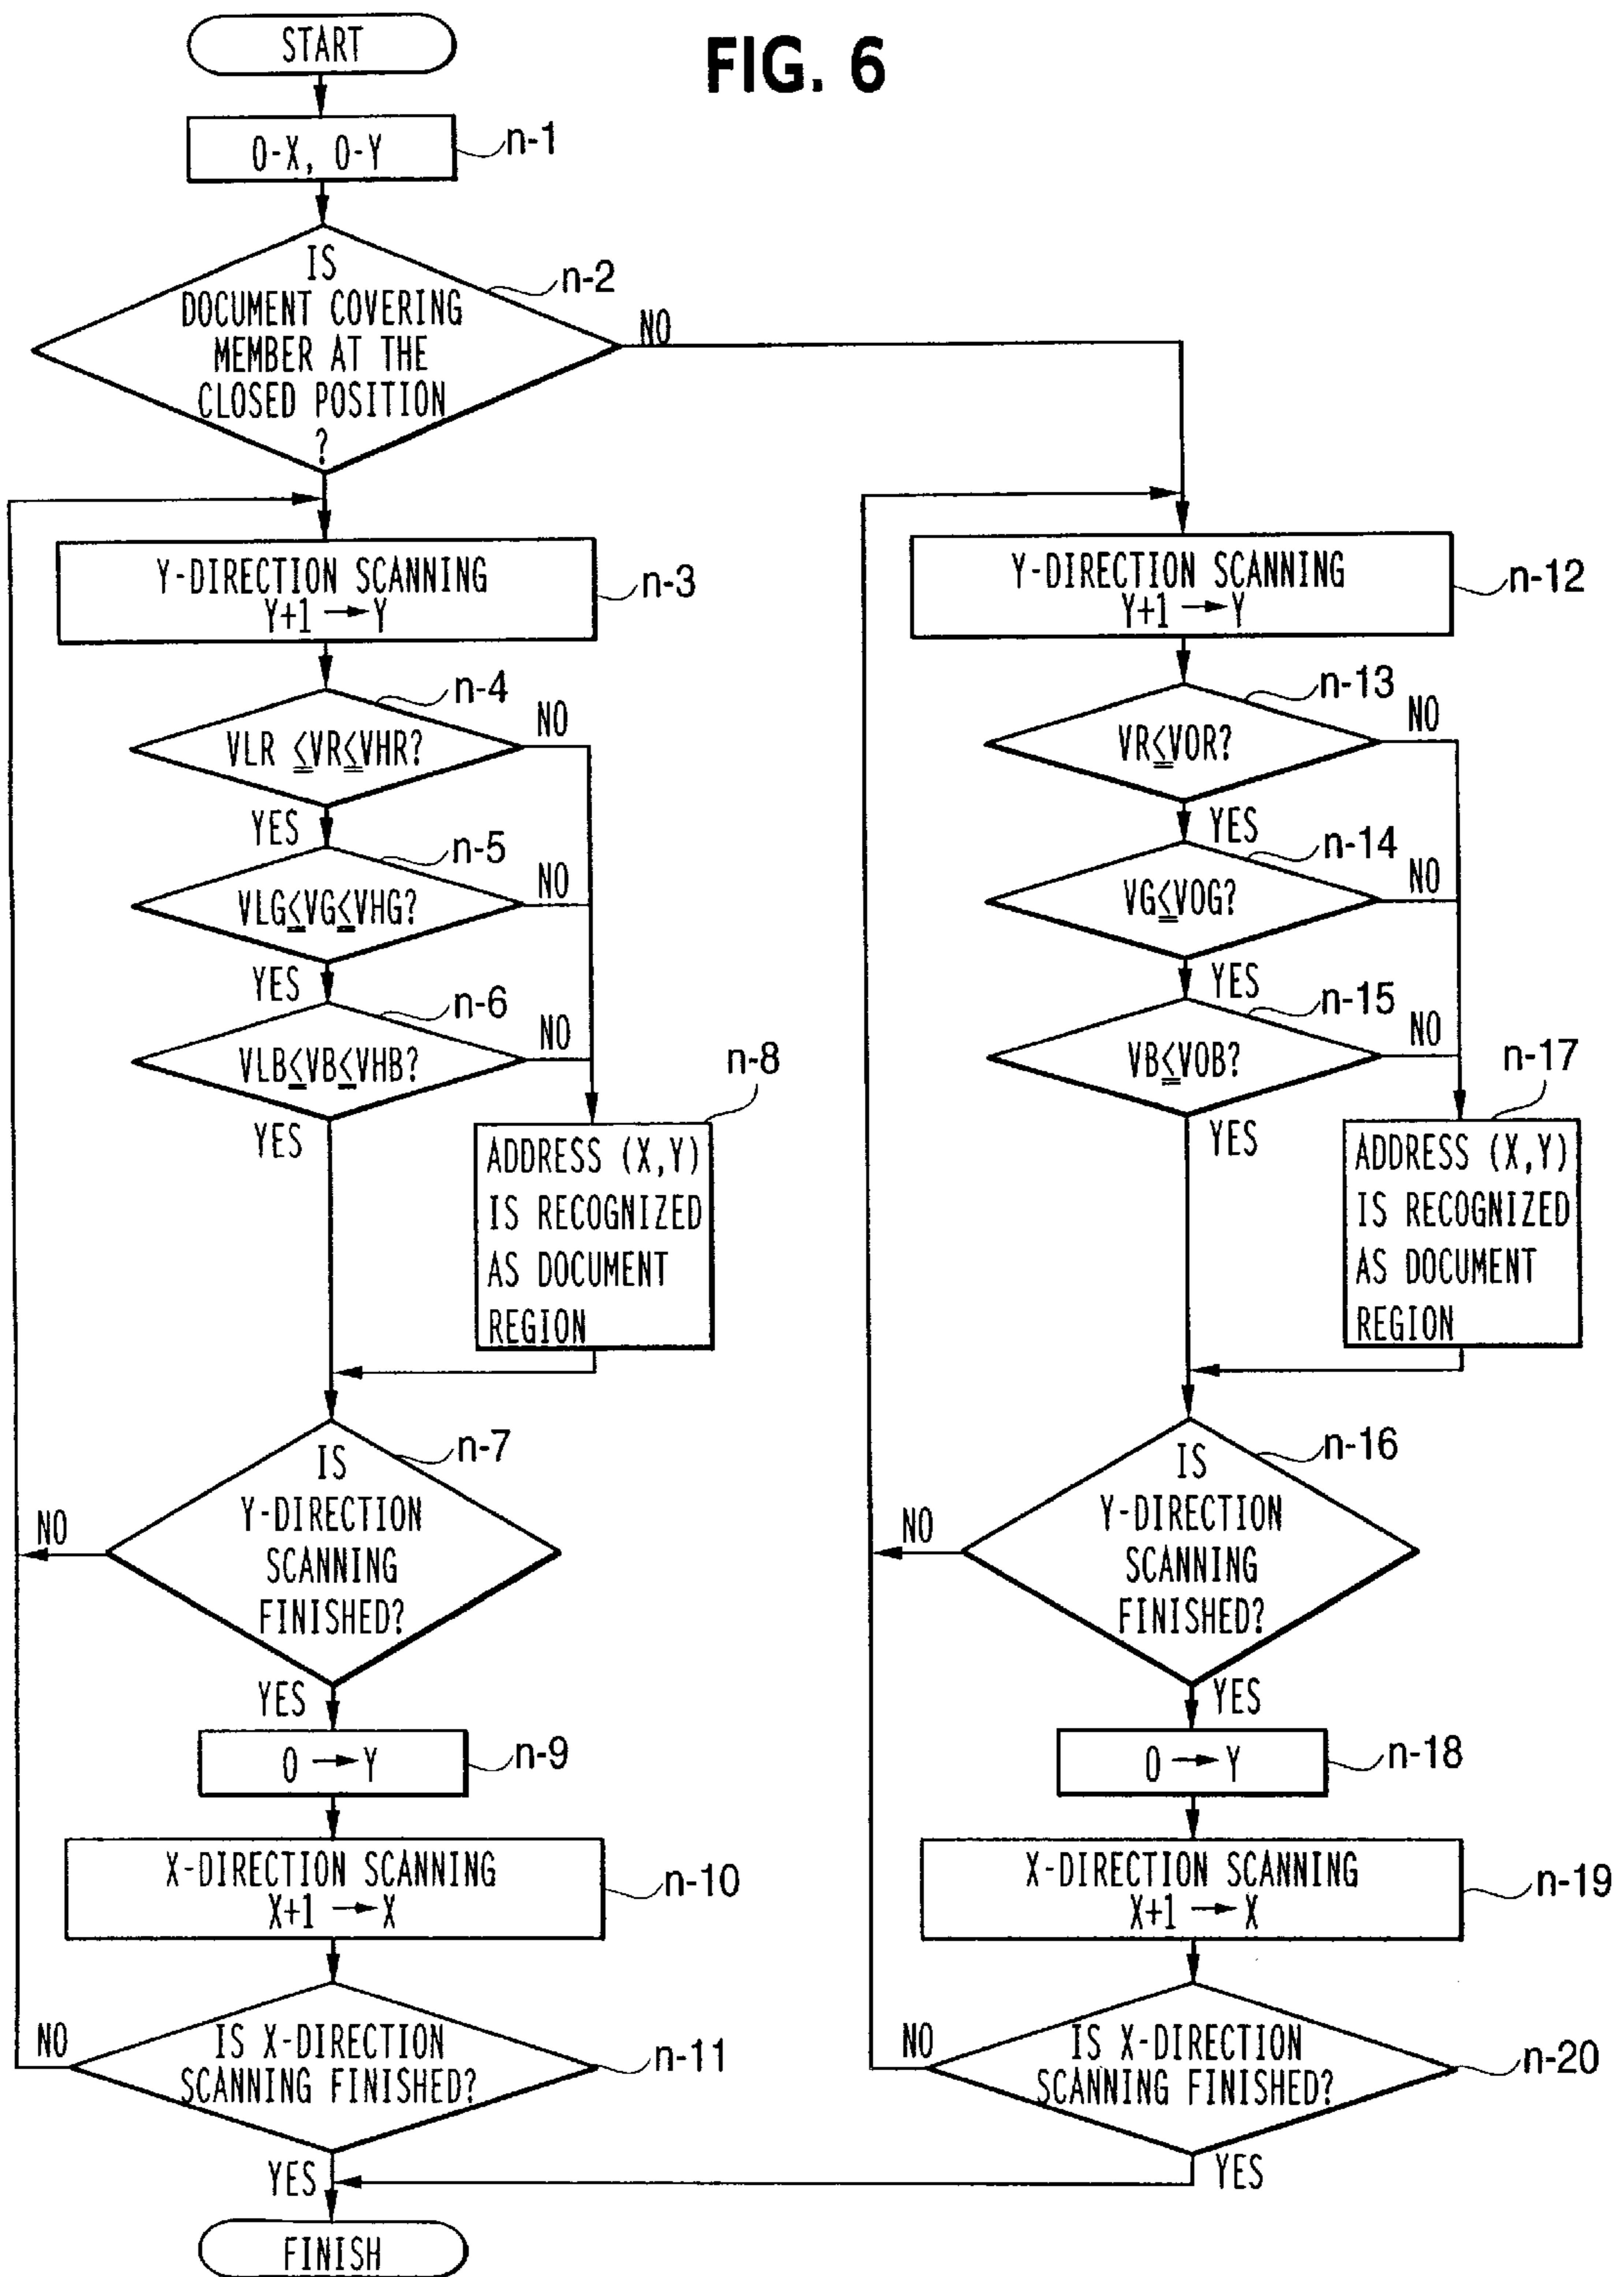 FIG. 6
START
0-X, 0-Y
n-1
IS
DOCUMENT COVERING
MEMBER AT THE
CLOSED POSITION
?
n-2
NO
Y-DIRECTION SCANNING
Y+1 → Y
n-3
VLR ≦VR≦VHR?
n-4
NO
YES
VLG≦VG≦VHG?
n-5
NO
YES
VLB≦VB≦VHB?
n-6
NO
YES
n-8
ADDRESS (X,Y)
IS RECOGNIZED
AS DOCUMENT
REGION
IS
Y-DIRECTION
SCANNING
FINISHED?
n-7
NO
YES
0 → Y
n-9
X-DIRECTION SCANNING
X+1 → X
n-10
IS X-DIRECTION
SCANNING FINISHED?
n-11
NO
YES
FINISH
Y-DIRECTION SCANNING
Y+1 → Y
n-12
VR≦VOR?
n-13
NO
YES
VG≦VOG?
n-14
NO
YES
VB≦VOB?
n-15
NO
YES
n-17
ADDRESS (X,Y)
IS RECOGNIZED
AS DOCUMENT
REGION
IS
Y-DIRECTION
SCANNING
FINISHED?
n-16
NO
YES
0 → Y
n-18
X-DIRECTION SCANNING
X+1 → X
n-19
IS X-DIRECTION
SCANNING FINISHED?
n-20
NO
YES